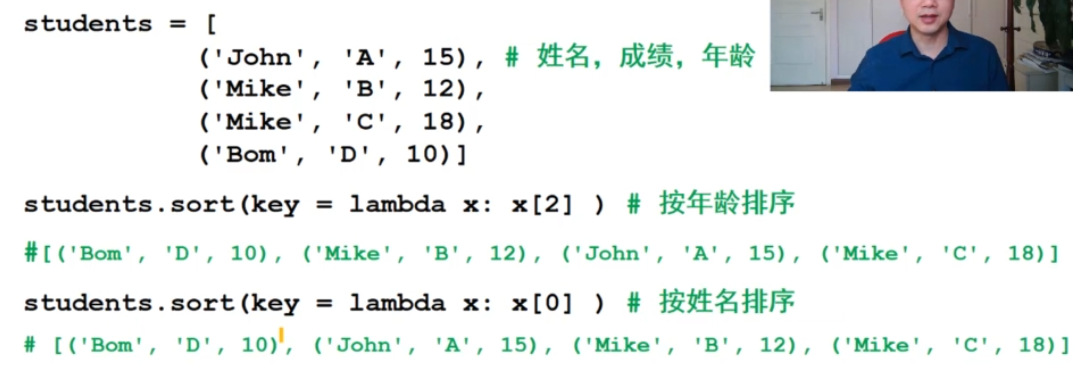 students = [
('John', 'A', 15), # 姓名，成绩，年龄
('Mike', 'B', 12),
('Mike', 'C', 18),
('Bom', 'D', 10)]
students.sort(key = lambda x: x[2] ) # 按年龄排序
#[('Bom', 'D', 10), ('Mike', 'B', 12), ('John', 'A', 15), ('Mike', 'C', 18)]
students.sort(key = lambda x: x[0] ) # 按姓名排序
# [('Bom', 'D', 10), ('John', 'A', 15), ('Mike', 'B', 12), ('Mike', 'C', 18)]